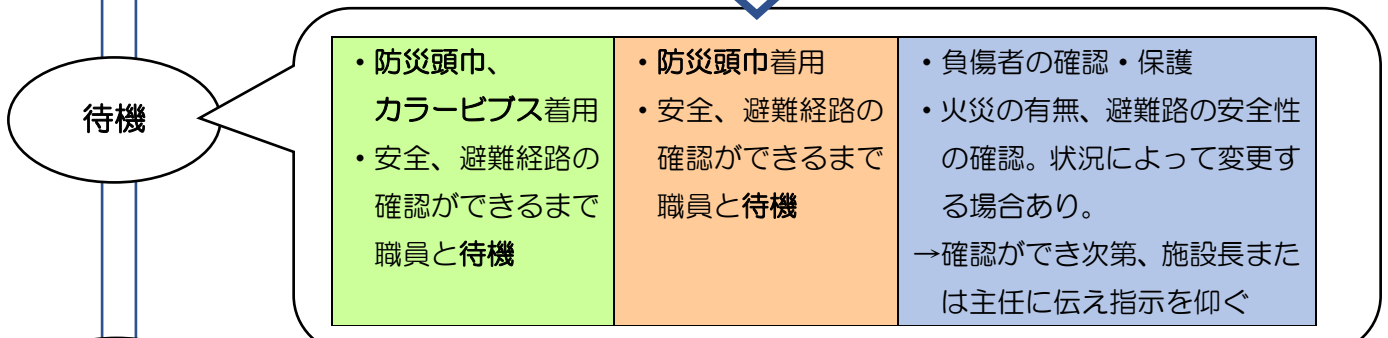 待機
・防災頭巾、
カラービブス着用
・安全、避難経路の
確認ができるまで
職員と待機
・防災頭巾着用
・安全、避難経路の
確認ができるまで
職員と待機
・負傷者の確認・保護
・火災の有無、避難路の安全性
の確認。状況によって変更す
る場合あり。
→確認ができ次第、施設長また
は主任に伝え指示を仰ぐ